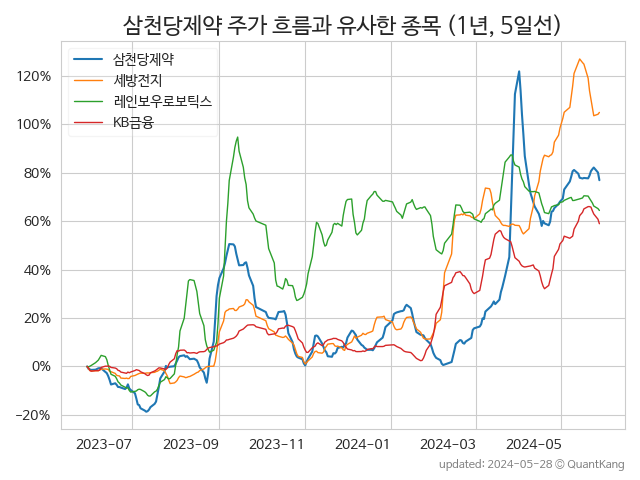 삼천당제약 주가 흐름과 유사한 종목 (1년, 5일선)
삼천당제약
세방전지
레인보우로보틱스
KB금융
120%
100%
80%
60%
40%
20%
0%
−20%
2023-07 2023-09 2023-11 2024-01 2024-03 2024-05
updated: 2024-05-28 © QuantKang